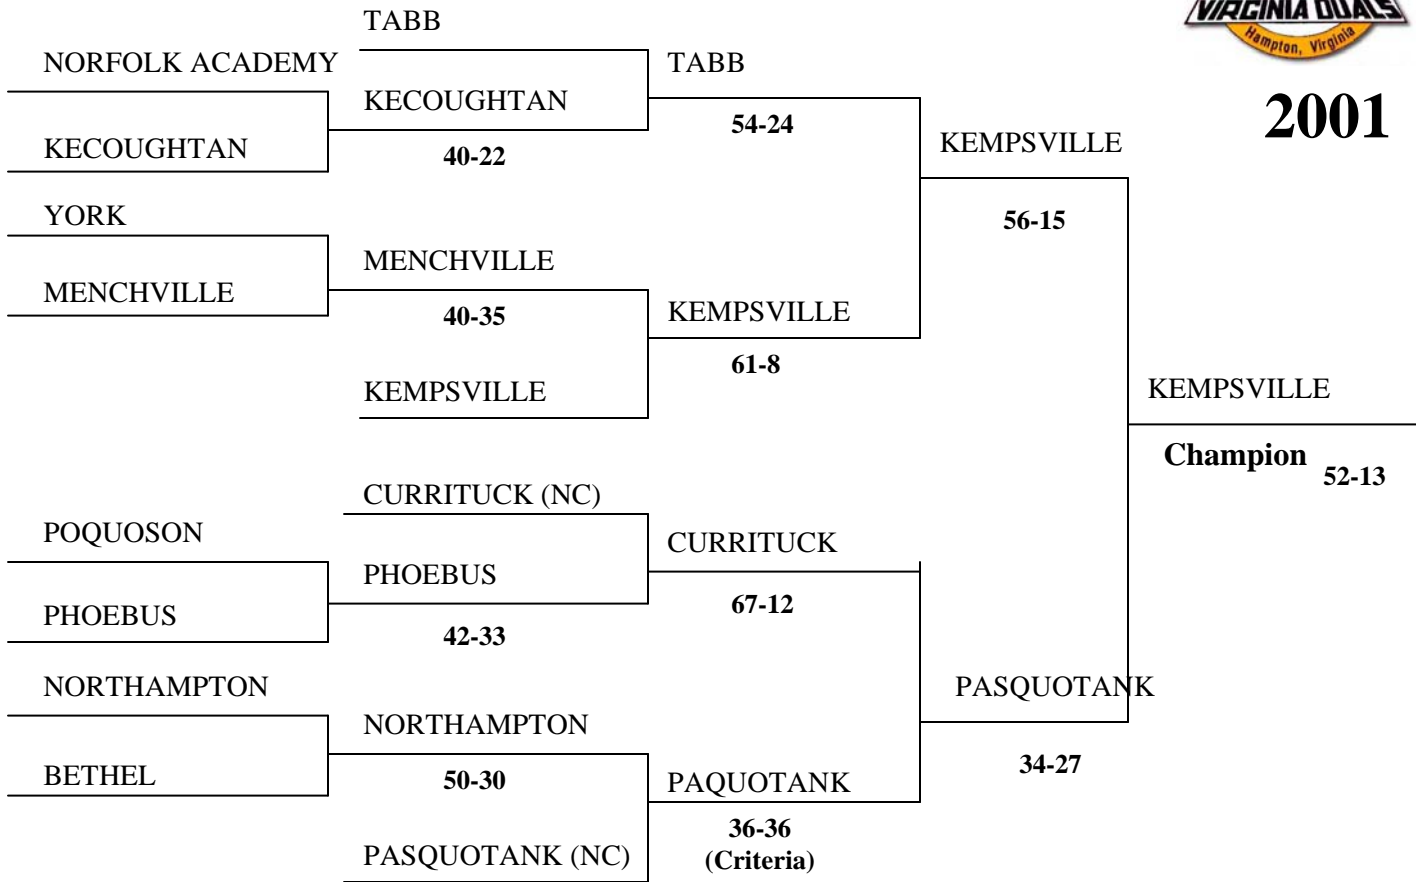 VIRGINIA DUALS
Hampton, Virginia
2001
TABB
NORFOLK ACADEMY
TABB
KECOUGHTAN
54-24
KEMPSVILLE
KECOUGHTAN
40-22
YORK
56-15
MENCHVILLE
MENCHVILLE
40-35
KEMPSVILLE
61-8
KEMPSVILLE
KEMPSVILLE
Champion 52-13
CURRITUCK (NC)
POQUOSON
CURRITUCK
PHOEBUS
67-12
PHOEBUS
42-33
NORTHAMPTON
PASQUOTANK
NORTHAMPTON
34-27
BETHEL
50-30
PAQUOTANK
36-36
(Criteria)
PASQUOTANK (NC)